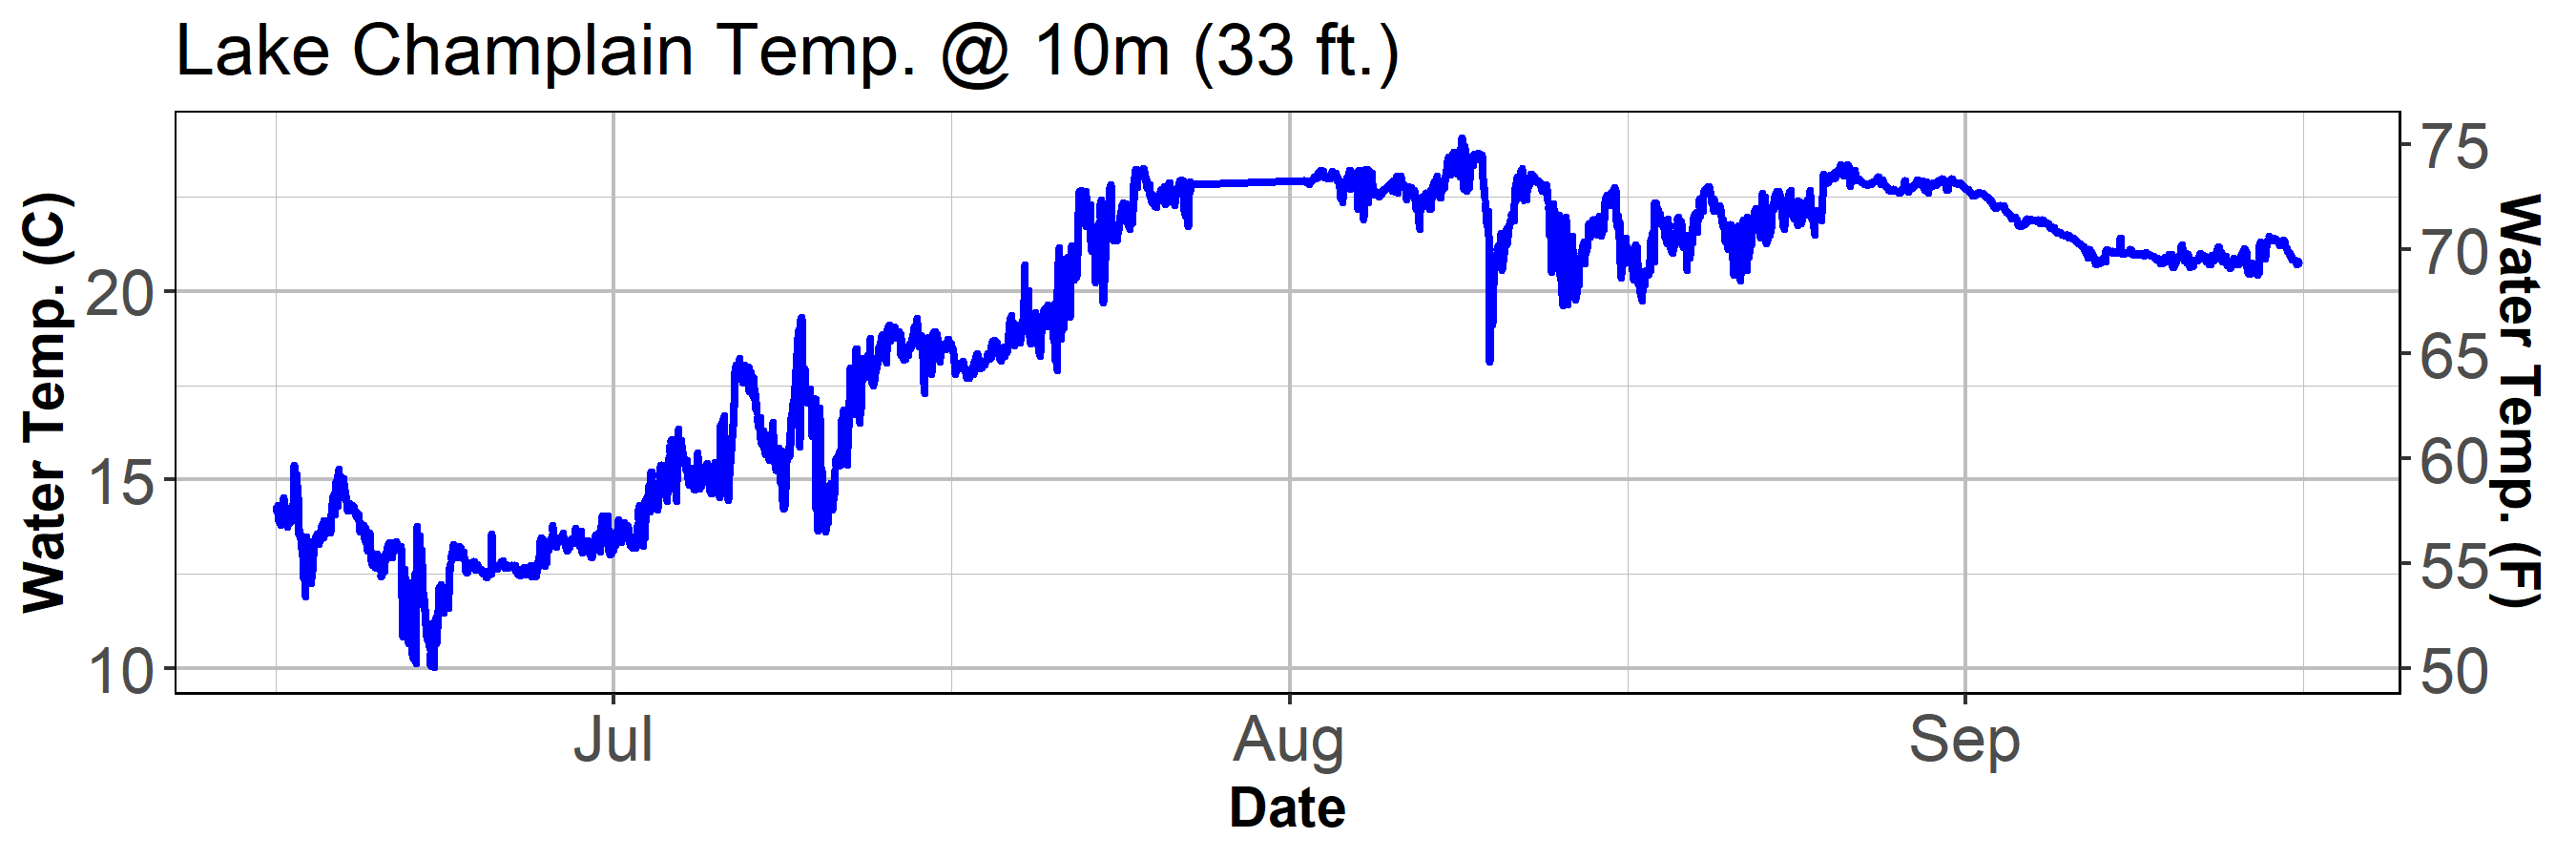 Lake Champlain Temp. @ 10m (33 ft.)
Water Temp. (C)
20
15
10
75
70
65
60
55
50
Water Temp. (F)
Jul
Aug
Sep
Date